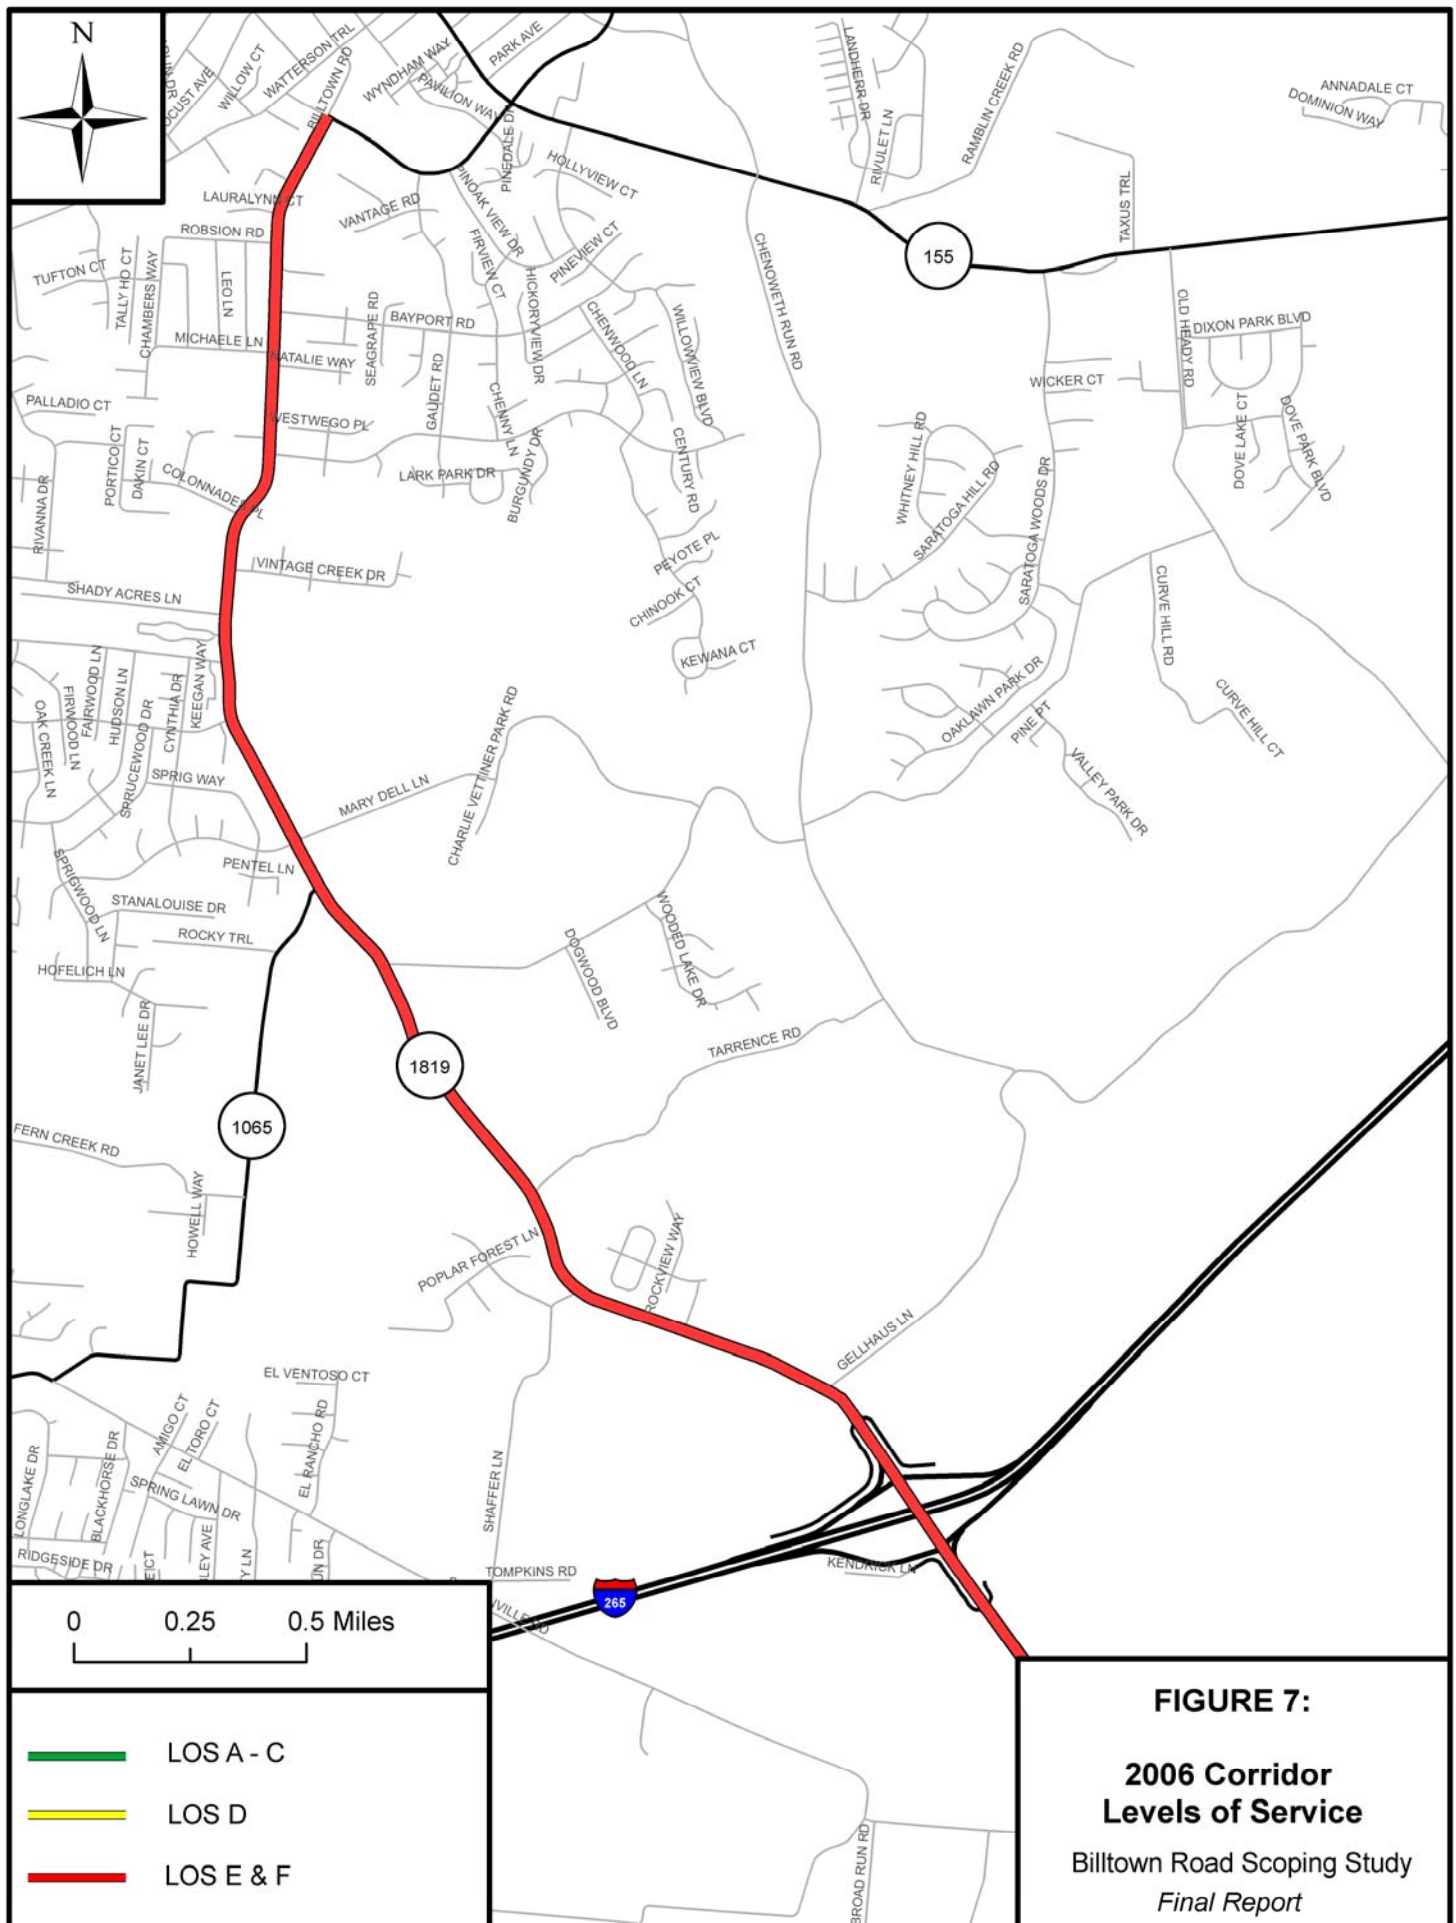 N
WILLOW CT
WATTERSON TRL
BILLTOWN RD
WYNDHAM WAY
PARK AVE
PAVILION WAY
PINEDALE DR
LANDHERR DR
RIVULET LN
RAMBLIN CREEK RD
ANNADALE CT
DOMINION WAY
HOLLYVIEW CT
LAURALYNN CT
VANTAGE RD
PINOAK VIEW DR
TAXUS TRL
ROBSION RD
FIRVIEW CT
PINEVIEW CT
CHENOWETH RUN RD
155
TUFTON CT
TALLY HO CT
CHAMBERS WAY
LEO LN
SEAGRAPE RD
BAYPORT RD
HICKORY VIEW DR
CHENWOOD LN
WILLOWVIEW BLVD
OLD HEADY RD
DIXON PARK BLVD
MICHAELE LN
NATALIE WAY
GAUDET RD
WICKER CT
PALLADIO CT
WESTWEGO PL
CHENNY LN
DOVE LAKE CT
DOVE PARK BLVD
PORTICO CT
DAKIN CT
COLONNADES PL
LARK PARK DR
BURGUNDY DR
CENTURY RD
WHITNEY HILL RD
SARATOGA HILL RD
SARATOGA WOODS DR
RIVANNA DR
VINTAGE CREEK DR
PEYOTE PL
SHADY ACRES LN
CHINOOK CT
CURVE HILL RD
KEWANA CT
FAIRWOOD LN
FIRWOOD LN
HUDSON LN
CYNTHIA DR
KEEGAN WAY
OAK CREEK LN
SPRUCEWOOD DR
OAKLAWN PARK DR
PINE PT
CURVE HILL CT
SPRIG WAY
MARY DELL LN
CHARLIE VETTINER PARK RD
VALLEY PARK DR
PENTEL LN
SPRIGWOOD LN
STANALOUISE DR
ROCKY TRL
WOODED LAKE DR
DOGWOOD BLVD
HOFELICH LN
JANET LEE DR
TARRENCE RD
1819
1065
FERN CREEK RD
HOWELL WAY
POPLAR FOREST LN
ROCKVIEW WAY
GELLHAUS LN
EL VENTOSO CT
AMIGO CT
EL TORO CT
EL RANCHO RD
LONGLAKE DR
BLACKHORSE DR
SPRING LAWN DR
SHAFFER LN
RIDGESIDE DR
TOMPKINS RD
KENDRICK LN
265
BROAD RUN RD
0 0.25 0.5 Miles
LOS A - C
LOS D
LOS E & F
FIGURE 7:
2006 Corridor
Levels of Service
Billtown Road Scoping Study
Final Report